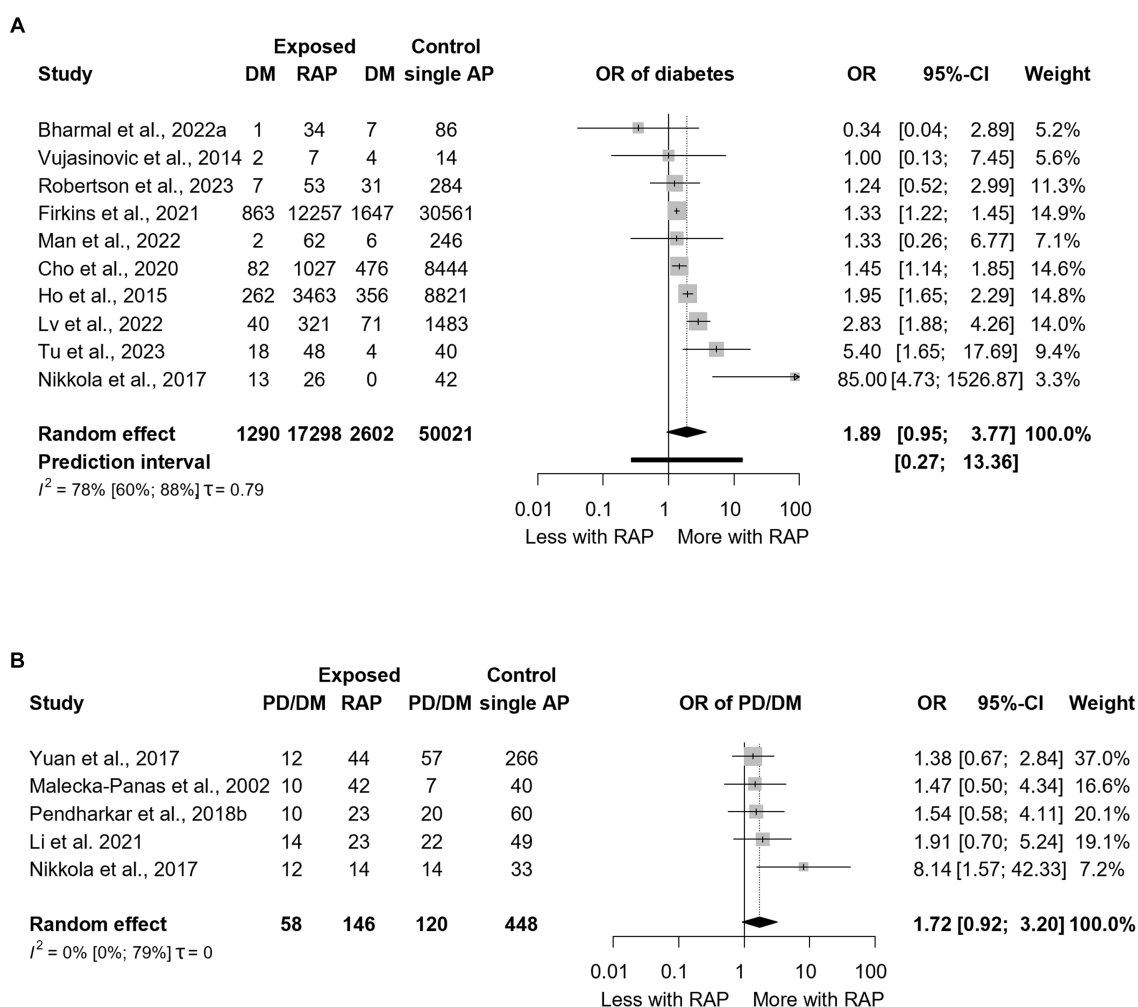 A
Exposed Control
Study DM RAP DM single AP OR of diabetes OR 95%-CI Weight
Bharmal et al., 2022a 1 34 7 86 0.34 [0.04; 2.89] 5.2%
Vujasinovic et al., 2014 2 7 4 14 1.00 [0.13; 7.45] 5.6%
Robertson et al., 2023 7 53 31 284 1.24 [0.52; 2.99] 11.3%
Firkins et al., 2021 863 12257 1647 30561 1.33 [1.22; 1.45] 14.9%
Man et al., 2022 2 62 6 246 1.33 [0.26; 6.77] 7.1%
Cho et al., 2020 82 1027 476 8444 1.45 [1.14; 1.85] 14.6%
Ho et al., 2015 262 3463 356 8821 1.95 [1.65; 2.29] 14.8%
Lv et al., 2022 40 321 71 1483 2.83 [1.88; 4.26] 14.0%
Tu et al., 2023 18 48 4 40 5.40 [1.65; 17.69] 9.4%
Nikkola et al., 2017 13 26 0 42 85.00 [4.73; 1526.87] 3.3%
Random effect 1290 17298 2602 50021 1.89 [0.95; 3.77] 100.0%
Prediction interval [0.27; 13.36]
I² = 78% [60%; 88%] τ = 0.79
0.01 0.1 1 10 100
Less with RAP More with RAP
B
Exposed Control
Study PD/DM RAP PD/DM single AP OR of PD/DM OR 95%-CI Weight
Yuan et al., 2017 12 44 57 266 1.38 [0.67; 2.84] 37.0%
Malecka-Panas et al., 2002 10 42 7 40 1.47 [0.50; 4.34] 16.6%
Pendharkar et al., 2018b 10 23 20 60 1.54 [0.58; 4.11] 20.1%
Li et al. 2021 14 23 22 49 1.91 [0.70; 5.24] 19.1%
Nikkola et al., 2017 12 14 14 33 8.14 [1.57; 42.33] 7.2%
Random effect 58 146 120 448 1.72 [0.92; 3.20] 100.0%
I² = 0% [0%; 79%] τ = 0
0.01 0.1 1 10 100
Less with RAP More with RAP